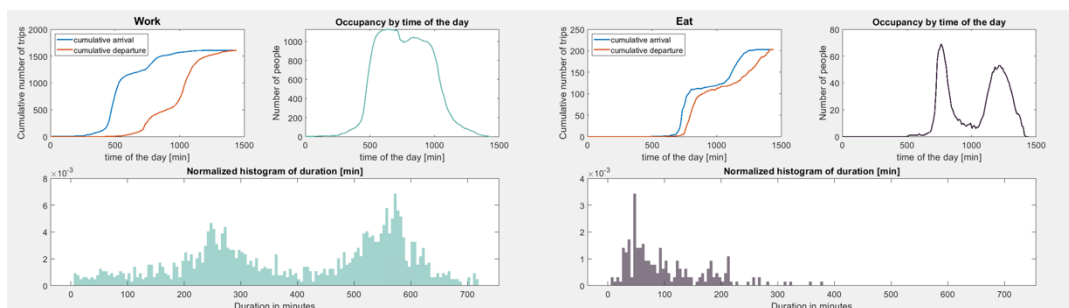 Work
Cumulative number of trips
2000
1500
1000
500
0
cumulative arrival
cumulative departure
0 500 1000 1500
time of the day [min]
Occupancy by time of the day
Number of people
1000
800
600
400
200
0
0 500 1000 1500
time of the day [min]
Normalized histogram of duration [min]
×10⁻³
8
6
4
2
0
0 100 200 300 400 500 600 700
Duration in minutes
Eat
Cumulative number of trips
250
200
150
100
50
0
cumulative arrival
cumulative departure
0 500 1000 1500
time of the day [min]
Occupancy by time of the day
Number of people
80
60
40
20
0
0 500 1000 1500
time of the day [min]
Normalized histogram of duration [min]
×10⁻³
4
3
2
1
0
0 100 200 300 400 500 600 700
Duration in minutes